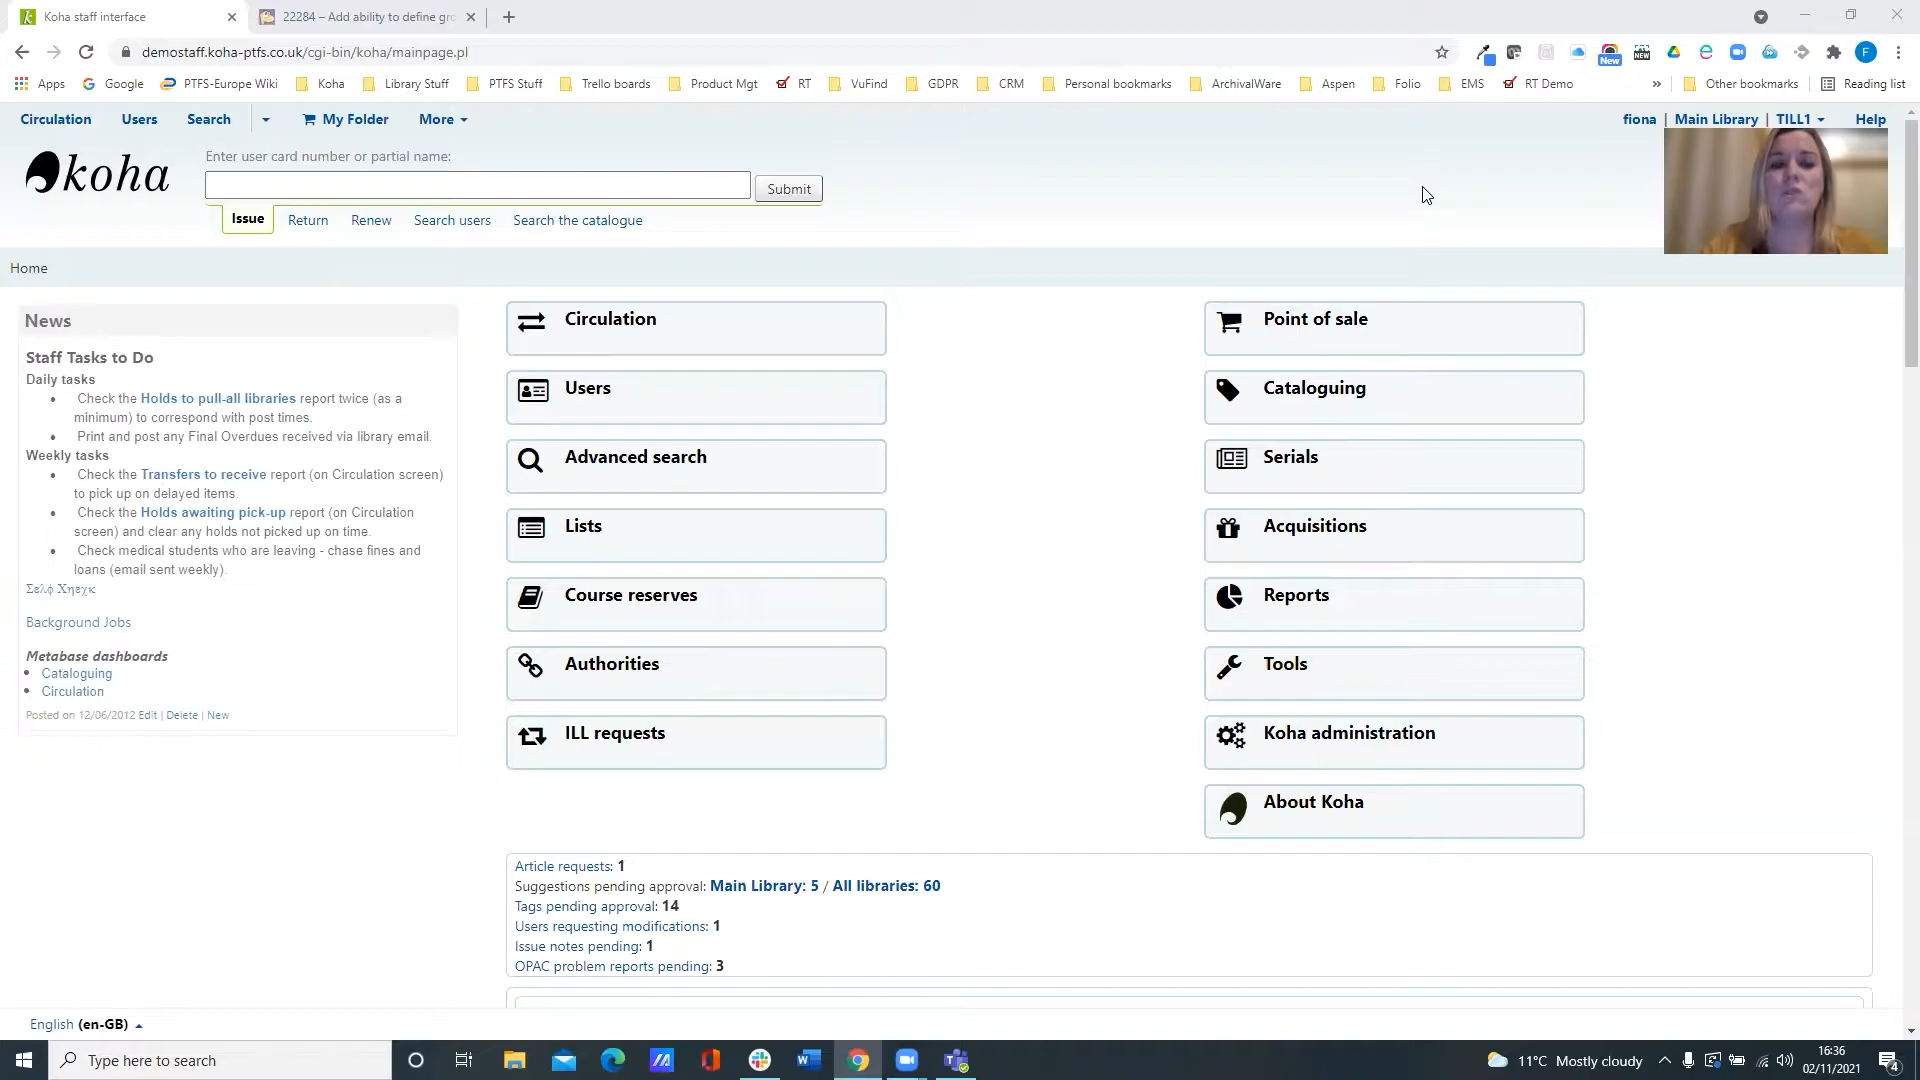 Koha staff interface
22284 – Add ability to define gro
demostaff.koha-ptfs.co.uk/cgi-bin/koha/mainpage.pl
New
NEW
F
Apps
Google
PTFS-Europe Wiki
Koha
Library Stuff
PTFS Stuff
Trello boards
Product Mgt
RT
VuFind
GDPR
CRM
Personal bookmarks
ArchivalWare
Aspen
Folio
EMS
RT Demo
»
Other bookmarks
Reading list
Circulation
Users
Search
My Folder
More
fiona | Main Library | TILL1
Help
koha
Enter user card number or partial name:
Submit
Issue
Return
Renew
Search users
Search the catalogue
Home
News
Staff Tasks to Do
Daily tasks
• Check the Holds to pull-all libraries report twice (as a
minimum) to correspond with post times.
• Print and post any Final Overdues received via library email.
Weekly tasks
• Check the Transfers to receive report (on Circulation screen)
to pick up on delayed items.
• Check the Holds awaiting pick-up report (on Circulation
screen) and clear any holds not picked up on time.
• Check medical students who are leaving - chase fines and
loans (email sent weekly).
Σελφ Χηεχκ
Background Jobs
Metabase dashboards
• Cataloguing
• Circulation
Posted on 12/06/2012 Edit | Delete | New
Circulation
Users
Advanced search
Lists
Course reserves
Authorities
ILL requests
Point of sale
Cataloguing
Serials
Acquisitions
Reports
Tools
Koha administration
About Koha
Article requests: 1
Suggestions pending approval: Main Library: 5 / All libraries: 60
Tags pending approval: 14
Users requesting modifications: 1
Issue notes pending: 1
OPAC problem reports pending: 3
English (en-GB)
Type here to search
11°C Mostly cloudy
16:36
02/11/2021
4